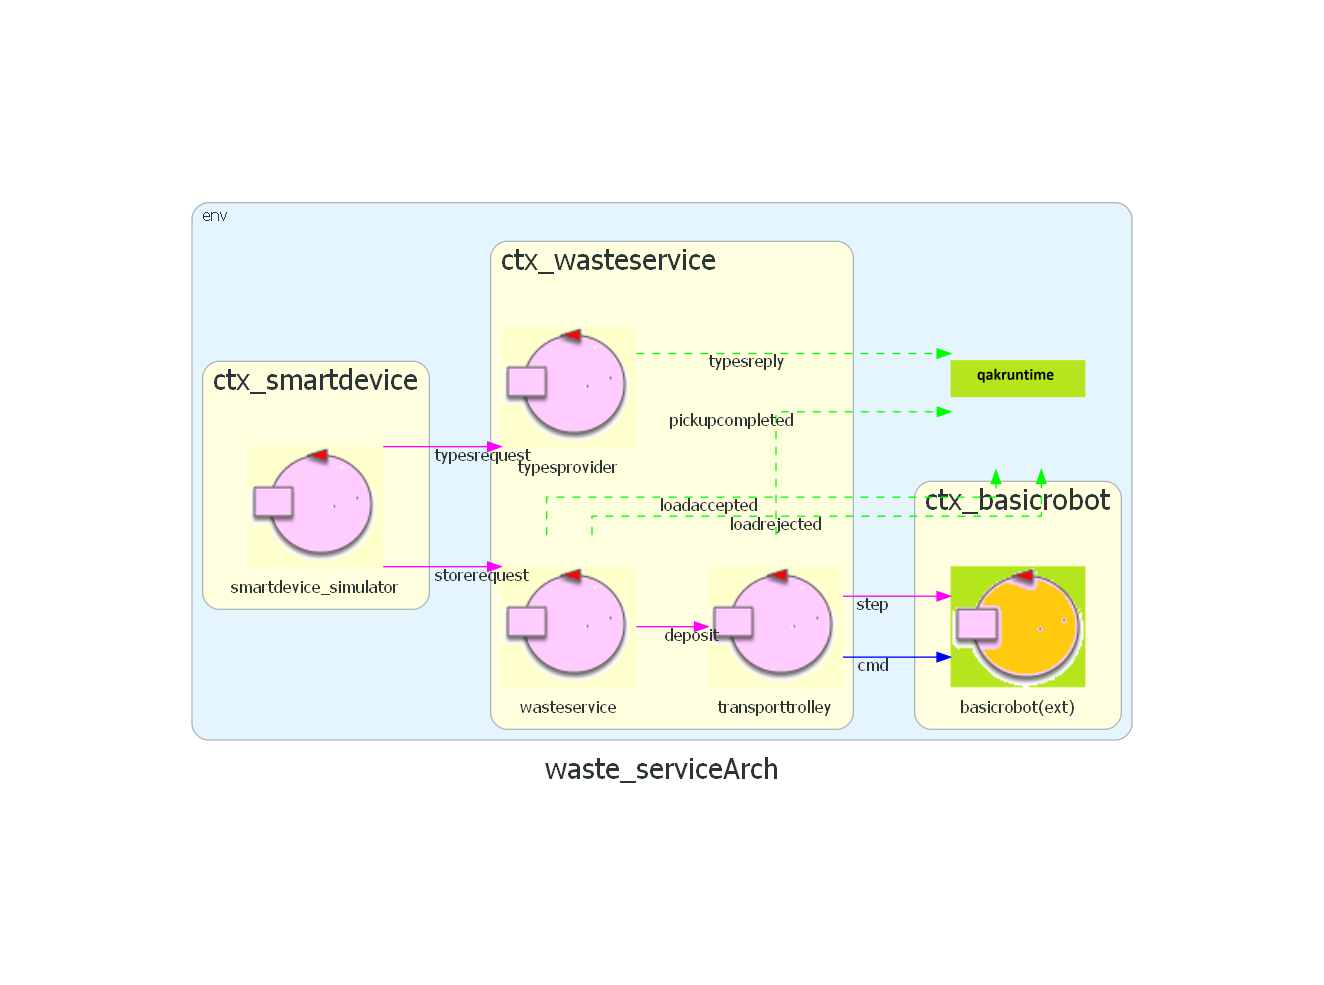 env
ctx_wasteservice
typesreply
qakruntime
ctx_smartdevice
pickupcompleted
typesrequest
typesprovider
loadaccepted
ctx_basicrobot
loadrejected
storerequest
smartdevice_simulator
step
deposit
cmd
wasteservice
transporttrolley
basicrobot(ext)
waste_serviceArch